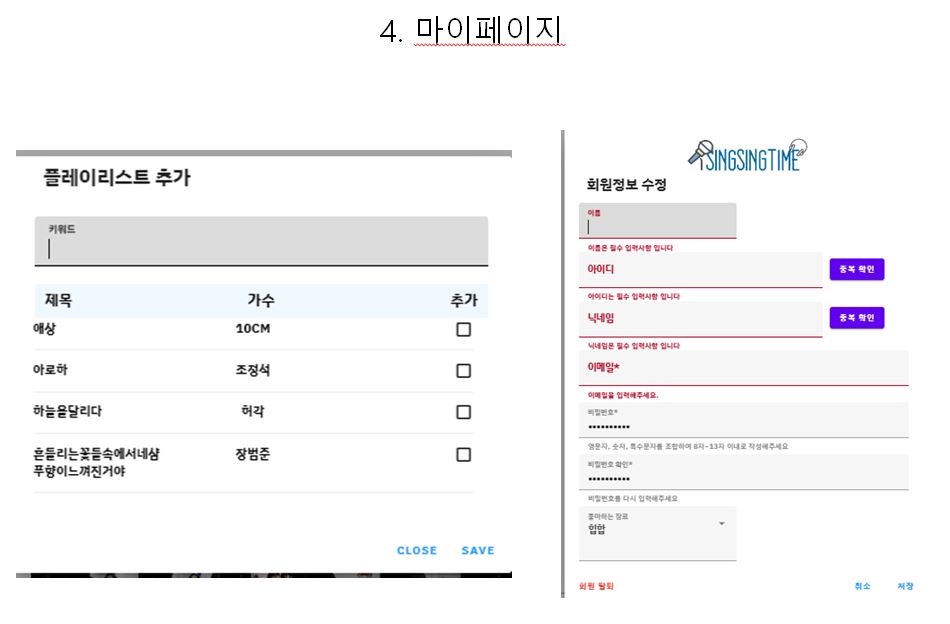 4. 마이페이지
플레이리스트 추가
키워드
제목 가수 추가
애상 10CM
아로하 조정석
하늘을달리다 허각
흔들리는꽃들속에서네샴
푸향이느껴진거야 장범준
CLOSE SAVE
SINGSINGTIME
회원정보 수정
이름
이름은 필수 입력사항 입니다
아이디 중복 확인
아이디는 필수 입력사항 입니다
닉네임 중복 확인
닉네임은 필수 입력사항 입니다
이메일*
이메일을 입력해주세요.
비밀번호*
••••••••••
영문자, 숫자, 특수문자를 조합하여 8자~13자 이내로 작성해주세요
비밀번호 확인*
••••••••••
비밀번호를 다시 입력해주세요
좋아하는 장르
힙합
회원 탈퇴 취소 저장